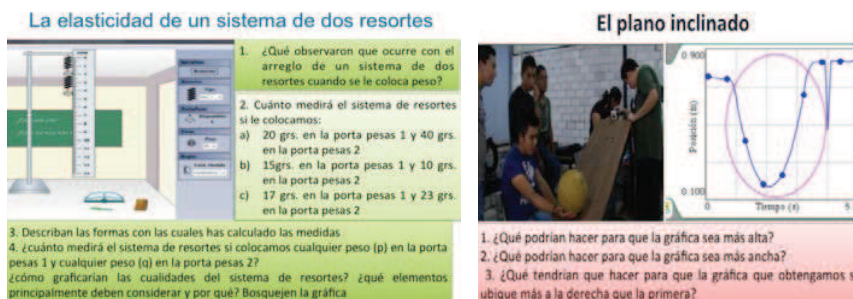 La elasticidad de un sistema de dos resortes
1. ¿Qué observaron que ocurre con el
arreglo de un sistema de dos
resortes cuando se le coloca peso?
2. Cuánto medirá el sistema de resortes
si le colocamos:
a) 20 grs. en la porta pesas 1 y 40 grs.
en la porta pesas 2
b) 15grs. en la porta pesas 1 y 10 grs.
en la porta pesas 2
c) 17 grs. en la porta pesas 1 y 23 grs.
en la porta pesas 2
3. Describan las formas con las cuales has calculado las medidas
4. ¿cuánto medirá el sistema de resortes si colocamos cualquier peso (p) en la porta
pesas 1 y cualquier peso (q) en la porta pesas 2?
¿cómo graficarían las cualidades del sistema de resortes? ¿qué elementos
principalmente deben considerar y por qué? Bosquejen la gráfica
El plano inclinado
0.900
Posición (m)
0.100
0
Tiempo (s)
5
1. ¿Qué podrían hacer para que la gráfica sea más alta?
2. ¿Qué podrían hacer para que la gráfica sea más ancha?
3. ¿Qué tendrían que hacer para que la gráfica que obtengamos s
ubique más a la derecha que la primera?